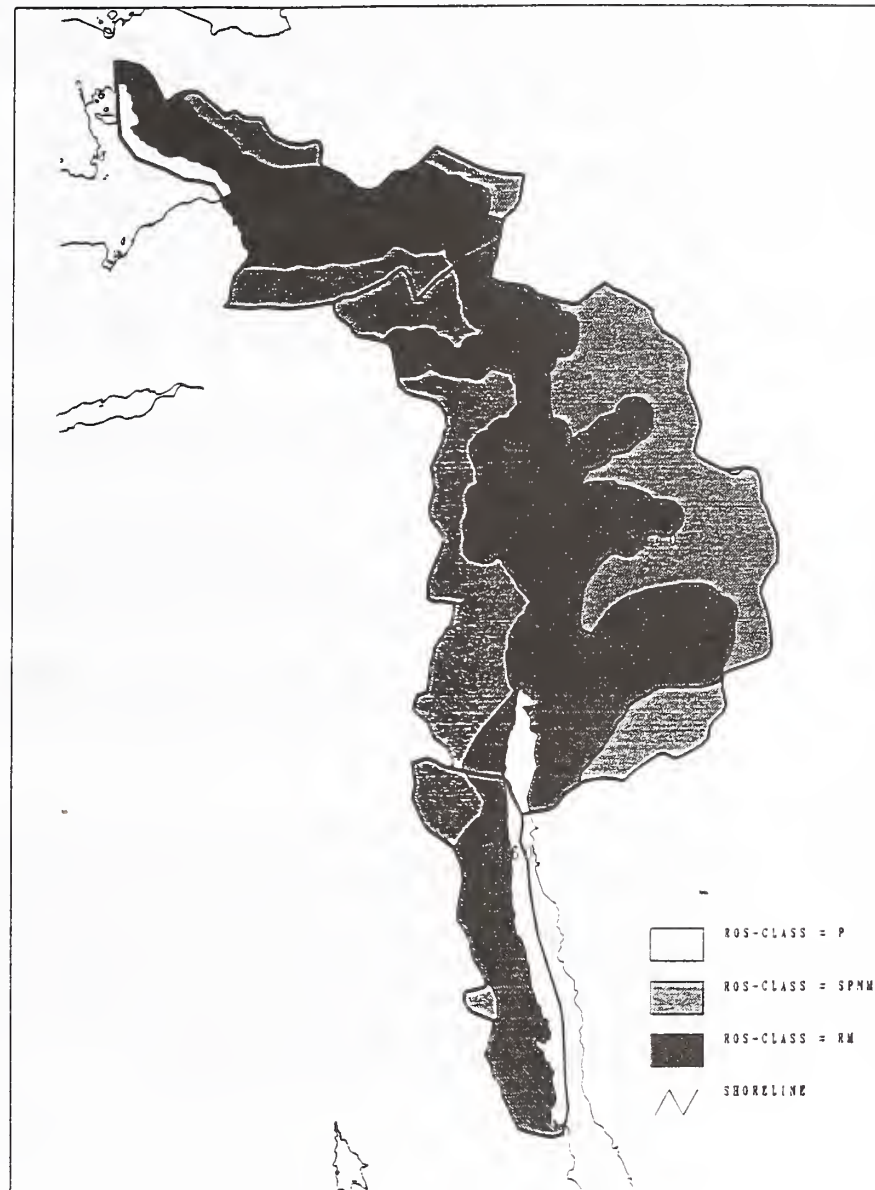 ROS-CLASS = P
ROS-CLASS = SPNM
ROS-CLASS = RM
SHORELINE